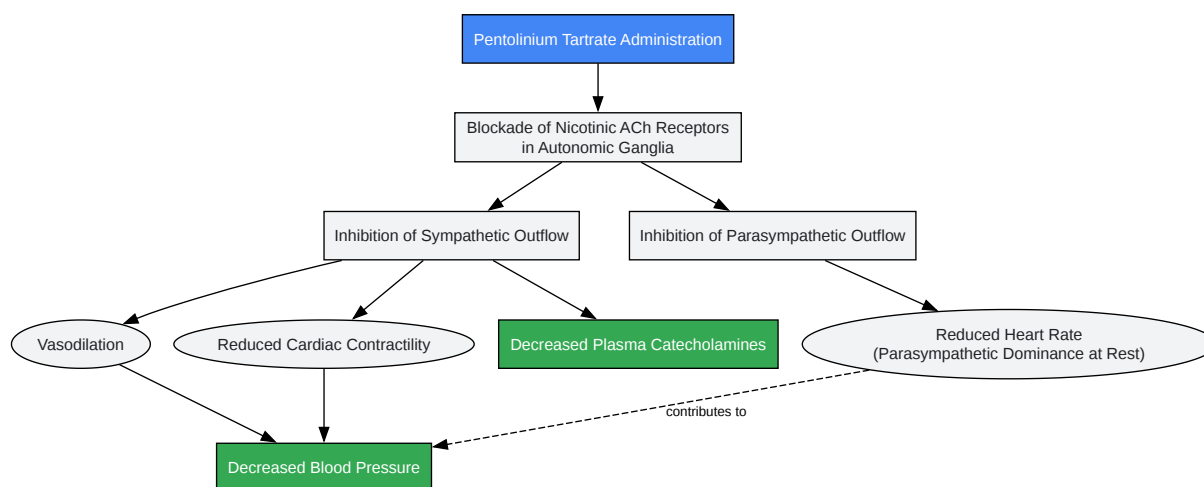 Pentolinium Tartrate Administration
Blockade of Nicotinic ACh Receptors
in Autonomic Ganglia
Inhibition of Sympathetic Outflow
Inhibition of Parasympathetic Outflow
Vasodilation
Reduced Cardiac Contractility
Decreased Plasma Catecholamines
Reduced Heart Rate
(Parasympathetic Dominance at Rest)
contributes to
Decreased Blood Pressure